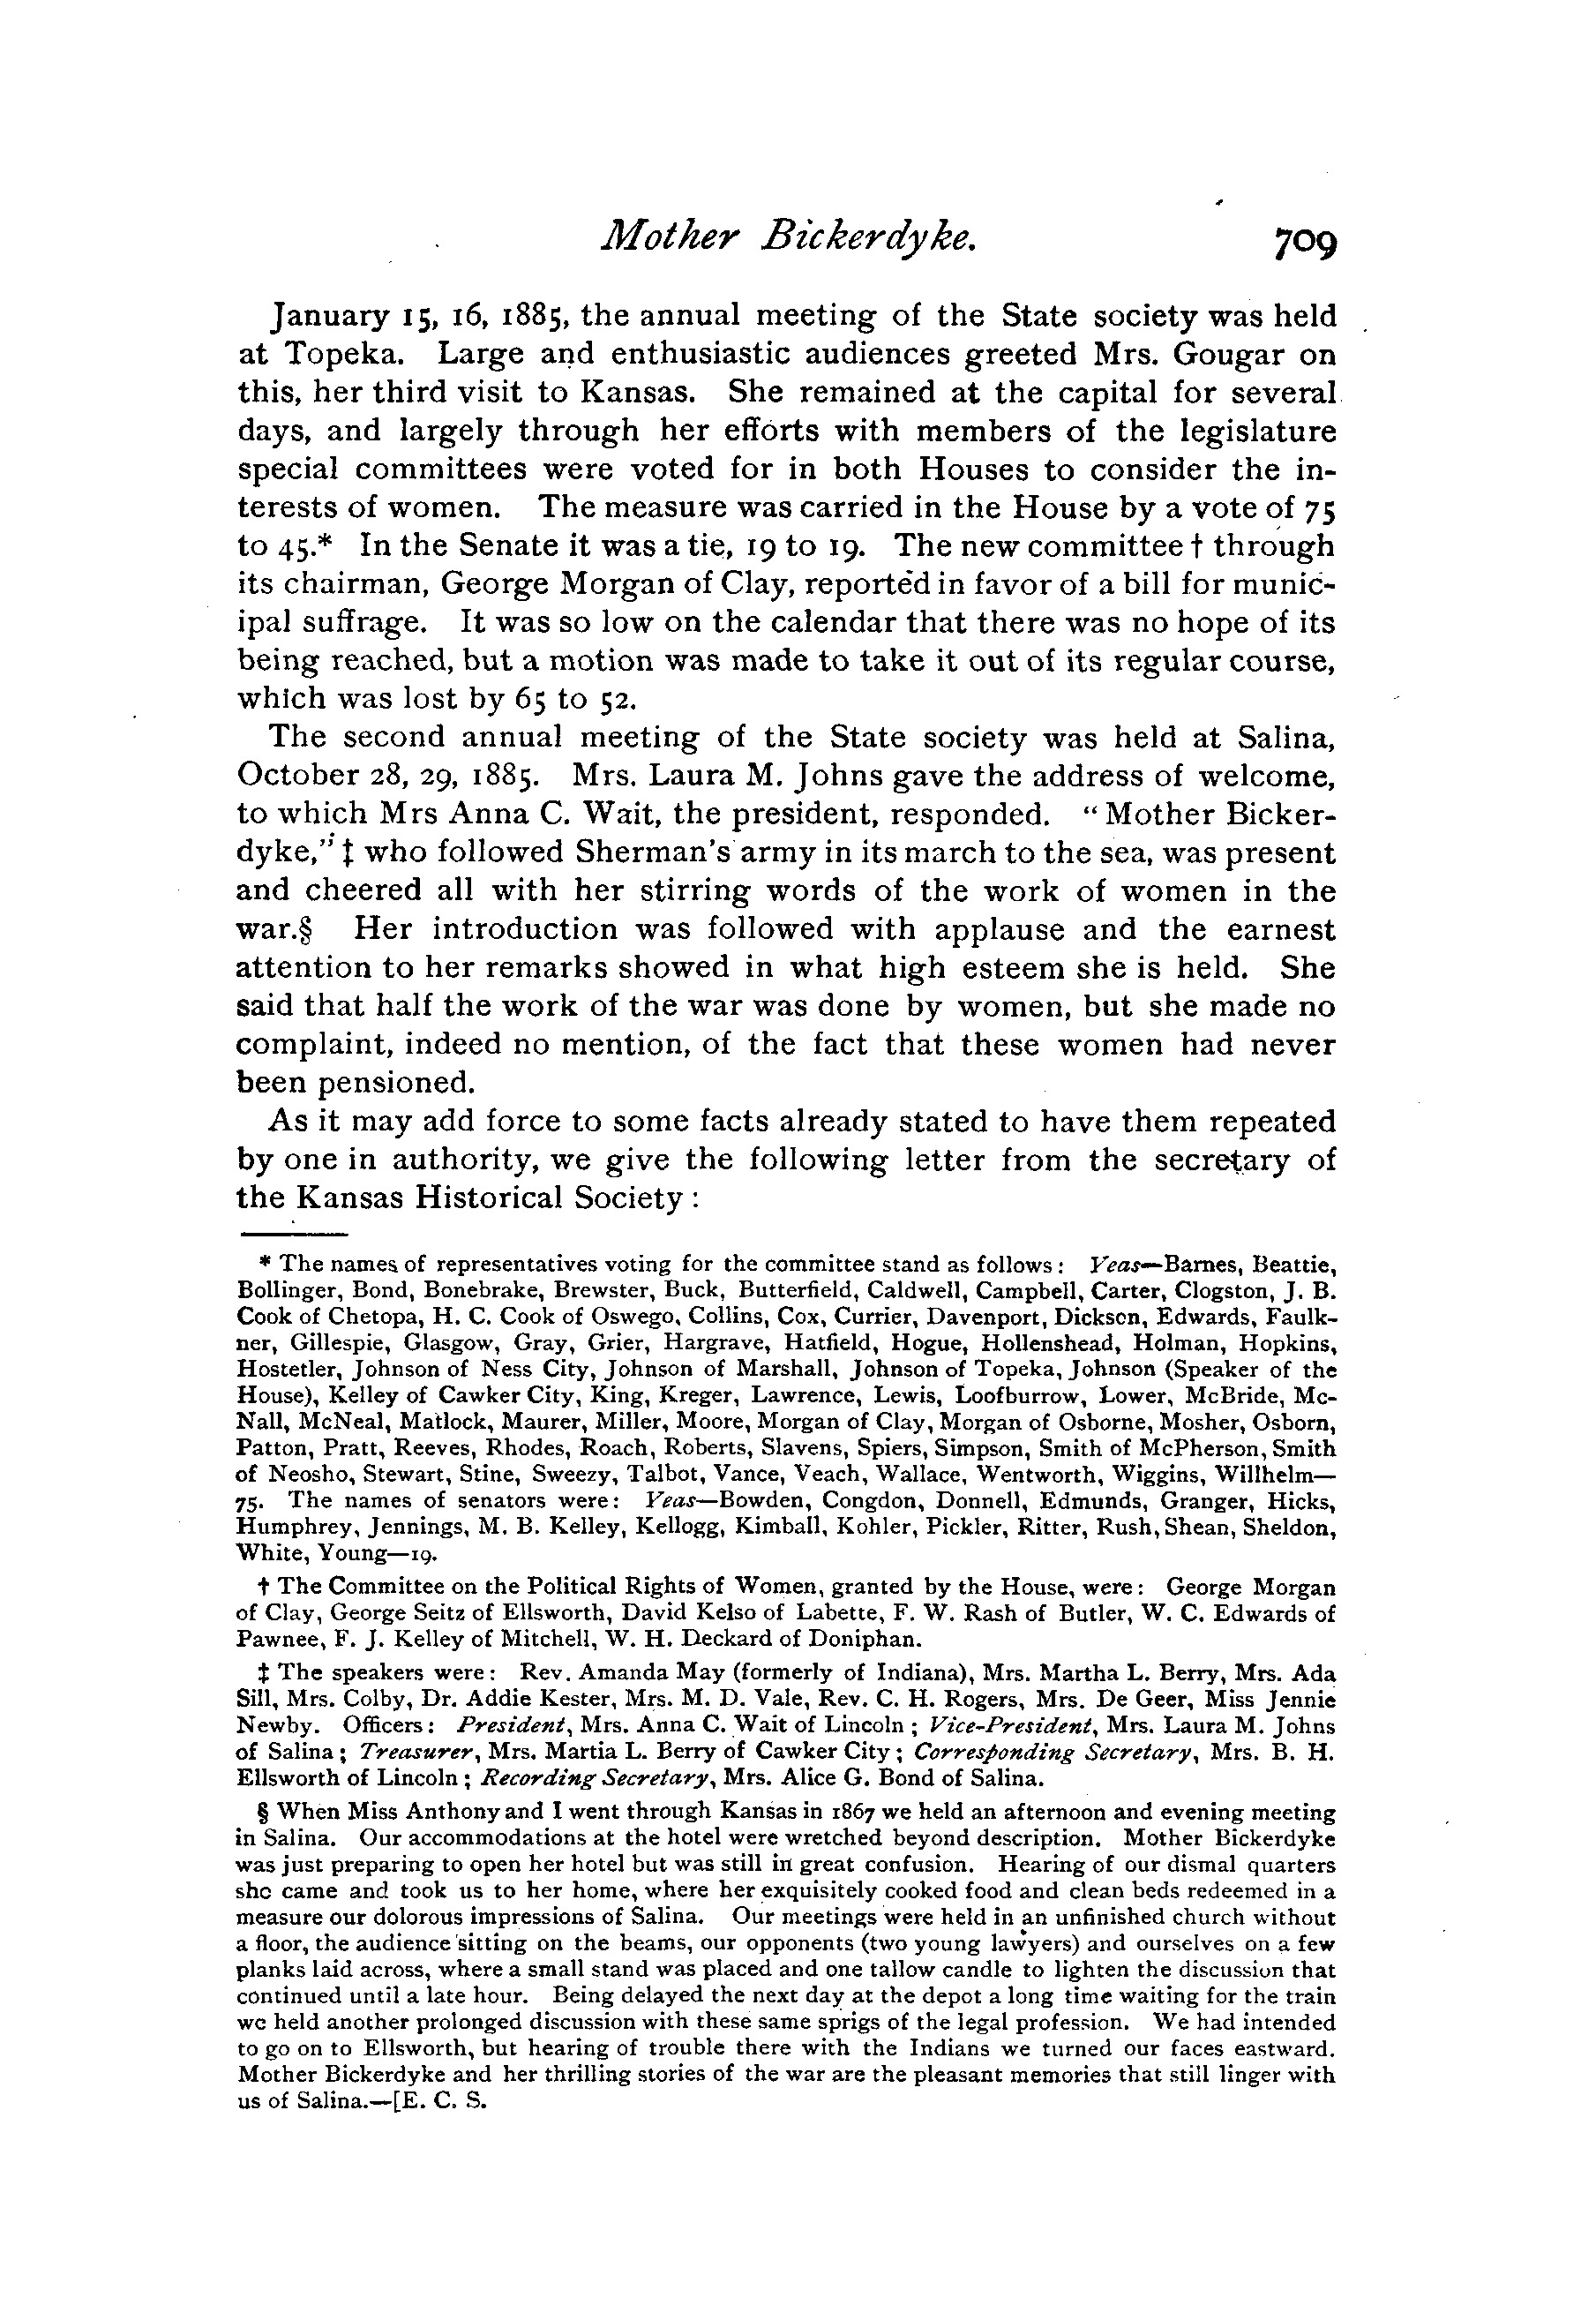 Mother Bickerdyke. 709
January 15, 16, 1885, the annual meeting of the State society was held
at Topeka. Large and enthusiastic audiences greeted Mrs. Gougar on
this, her third visit to Kansas. She remained at the capital for several
days, and largely through her efforts with members of the legislature
special committees were voted for in both Houses to consider the in-
terests of women. The measure was carried in the House by a vote of 75
to 45.* In the Senate it was a tie, 19 to 19. The new committee † through
its chairman, George Morgan of Clay, reported in favor of a bill for munic-
ipal suffrage. It was so low on the calendar that there was no hope of its
being reached, but a motion was made to take it out of its regular course,
which was lost by 65 to 52.
The second annual meeting of the State society was held at Salina,
October 28, 29, 1885. Mrs. Laura M. Johns gave the address of welcome,
to which Mrs Anna C. Wait, the president, responded. "Mother Bicker-
dyke," ‡ who followed Sherman's army in its march to the sea, was present
and cheered all with her stirring words of the work of women in the
war.§ Her introduction was followed with applause and the earnest
attention to her remarks showed in what high esteem she is held. She
said that half the work of the war was done by women, but she made no
complaint, indeed no mention, of the fact that these women had never
been pensioned.
As it may add force to some facts already stated to have them repeated
by one in authority, we give the following letter from the secretary of
the Kansas Historical Society :
* The names of representatives voting for the committee stand as follows : Yeas—Barnes, Beattie,
Bollinger, Bond, Bonebrake, Brewster, Buck, Butterfield, Caldwell, Campbell, Carter, Clogston, J. B.
Cook of Chetopa, H. C. Cook of Oswego, Collins, Cox, Currier, Davenport, Dickson, Edwards, Faulk-
ner, Gillespie, Glasgow, Gray, Grier, Hargrave, Hatfield, Hogue, Hollenshead, Holman, Hopkins,
Hostetler, Johnson of Ness City, Johnson of Marshall, Johnson of Topeka, Johnson (Speaker of the
House), Kelley of Cawker City, King, Kreger, Lawrence, Lewis, Loofburrow, Lower, McBride, Mc-
Nall, McNeal, Matlock, Maurer, Miller, Moore, Morgan of Clay, Morgan of Osborne, Mosher, Osborn,
Patton, Pratt, Reeves, Rhodes, Roach, Roberts, Slavens, Spiers, Simpson, Smith of McPherson, Smith
of Neosho, Stewart, Stine, Sweezy, Talbot, Vance, Veach, Wallace, Wentworth, Wiggins, Willhelm—
75. The names of senators were: Yeas—Bowden, Congdon, Donnell, Edmunds, Granger, Hicks,
Humphrey, Jennings, M. B. Kelley, Kellogg, Kimball, Kohler, Pickler, Ritter, Rush, Shean, Sheldon,
White, Young—19.
† The Committee on the Political Rights of Women, granted by the House, were : George Morgan
of Clay, George Seitz of Ellsworth, David Kelso of Labette, F. W. Rash of Butler, W. C. Edwards of
Pawnee, F. J. Kelley of Mitchell, W. H. Deckard of Doniphan.
‡ The speakers were : Rev. Amanda May (formerly of Indiana), Mrs. Martha L. Berry, Mrs. Ada
Sill, Mrs. Colby, Dr. Addie Kester, Mrs. M. D. Vale, Rev. C. H. Rogers, Mrs. De Geer, Miss Jennie
Newby. Officers : President, Mrs. Anna C. Wait of Lincoln ; Vice-President, Mrs. Laura M. Johns
of Salina ; Treasurer, Mrs. Martia L. Berry of Cawker City ; Corresponding Secretary, Mrs. B. H.
Ellsworth of Lincoln ; Recording Secretary, Mrs. Alice G. Bond of Salina.
§ When Miss Anthony and I went through Kansas in 1867 we held an afternoon and evening meeting
in Salina. Our accommodations at the hotel were wretched beyond description. Mother Bickerdyke
was just preparing to open her hotel but was still in great confusion. Hearing of our dismal quarters
she came and took us to her home, where her exquisitely cooked food and clean beds redeemed in a
measure our dolorous impressions of Salina. Our meetings were held in an unfinished church without
a floor, the audience sitting on the beams, our opponents (two young lawyers) and ourselves on a few
planks laid across, where a small stand was placed and one tallow candle to lighten the discussion that
continued until a late hour. Being delayed the next day at the depot a long time waiting for the train
we held another prolonged discussion with these same sprigs of the legal profession. We had intended
to go on to Ellsworth, but hearing of trouble there with the Indians we turned our faces eastward.
Mother Bickerdyke and her thrilling stories of the war are the pleasant memories that still linger with
us of Salina.—[E. C. S.